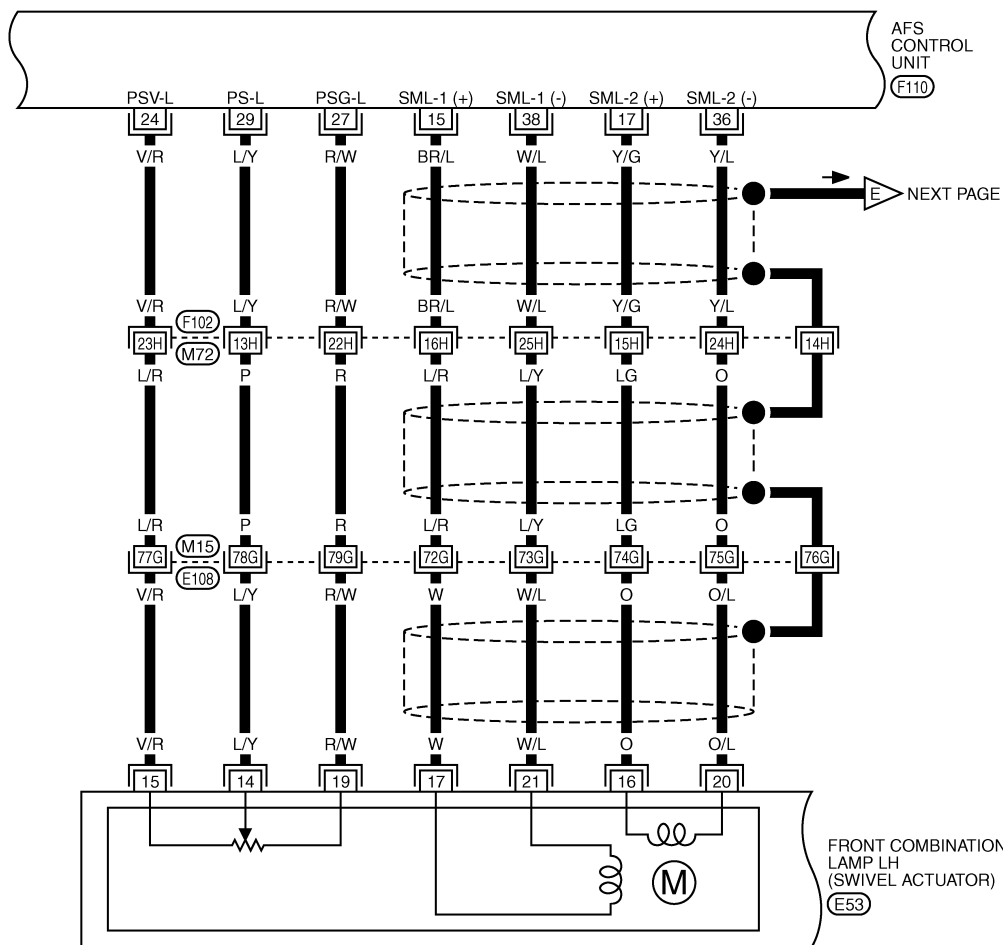 AFS
CONTROL
UNIT
F110
PSV-L PS-L PSG-L SML-1 (+) SML-1 (-) SML-2 (+) SML-2 (-)
24 29 27 15 38 17 36
V/R L/Y R/W BR/L W/L Y/G Y/L
E NEXT PAGE
V/R L/Y R/W BR/L W/L Y/G Y/L
F102
23H 13H 22H 16H 25H 15H 24H 14H
M72
L/R P R L/R L/Y LG O
L/R P R L/R L/Y LG O
M15
77G 78G 79G 72G 73G 74G 75G 76G
E108
V/R L/Y R/W W W/L O O/L
V/R L/Y R/W W W/L O O/L
15 14 19 17 21 16 20
M
FRONT COMBINATION
LAMP LH
(SWIVEL ACTUATOR)
E53